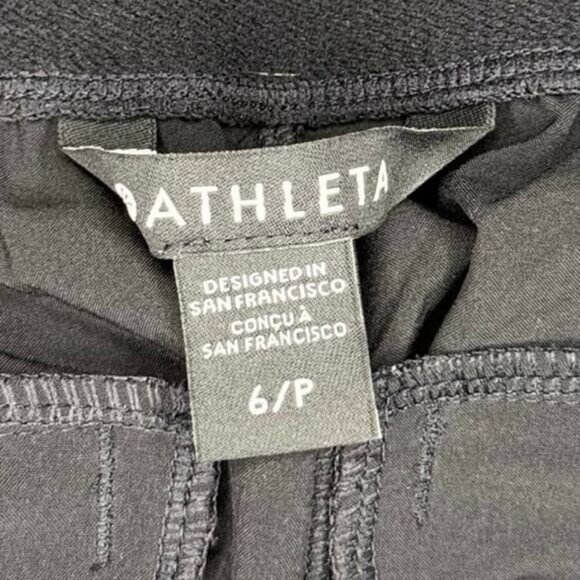 ATHLETA
DESIGNED IN
SAN FRANCISCO
CONÇU À
SAN FRANCISCO
6/P